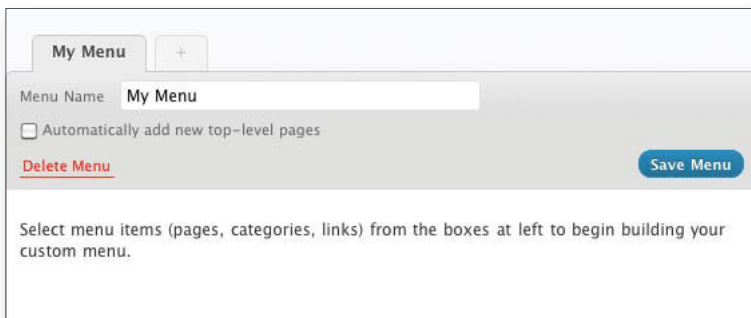 My Menu +
Menu Name My Menu
Automatically add new top-level pages
Delete Menu Save Menu
Select menu items (pages, categories, links) from the boxes at left to begin building your
custom menu.